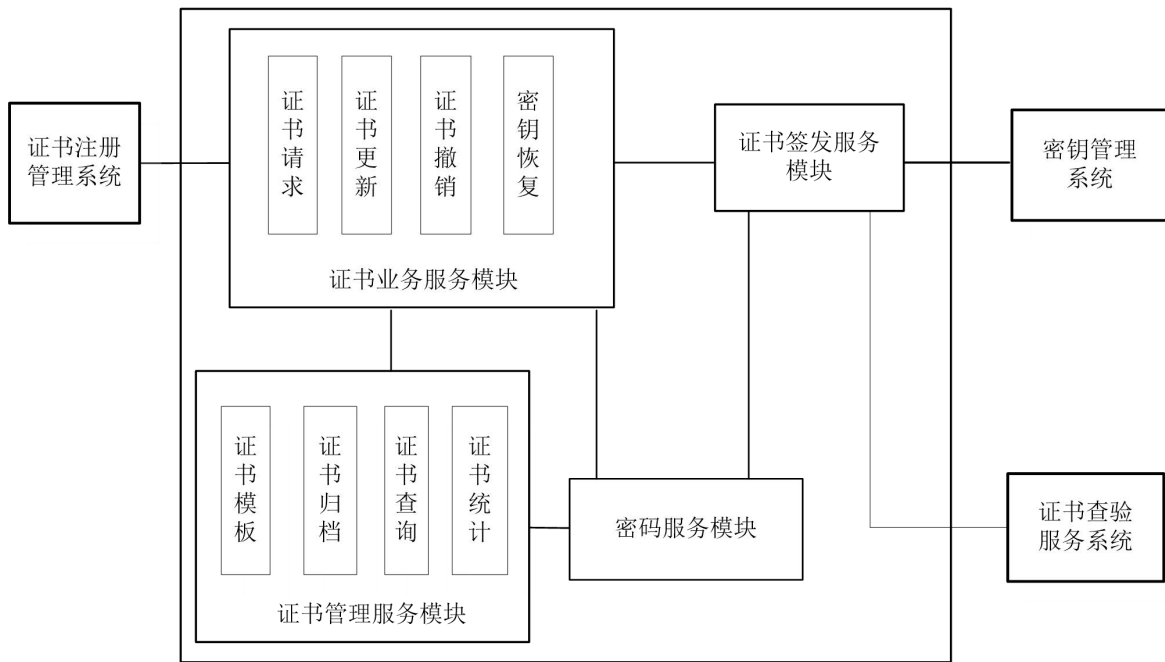 证书注册
管理系统
证书请求
证书更新
证书撤销
密钥恢复
证书业务服务模块
证书签发服务
模块
密钥管理
系统
证书模板
证书归档
证书查询
证书统计
证书管理服务模块
密码服务模块
证书查验
服务系统